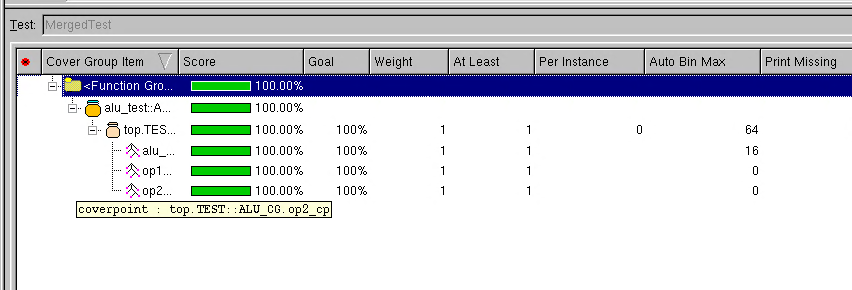 Test: MergedTest
Cover Group Item Score Goal Weight At Least Per Instance Auto Bin Max Print Missing
<Function Gro... 100.00%
alu_test::A... 100.00%
top.TES... 100.00% 100% 1 1 0 64
alu_... 100.00% 100% 1 1 16
op1... 100.00% 100% 1 1 0
op2... 100.00% 100% 1 1 0
coverpoint : top.TEST::ALU_CG.op2_cp